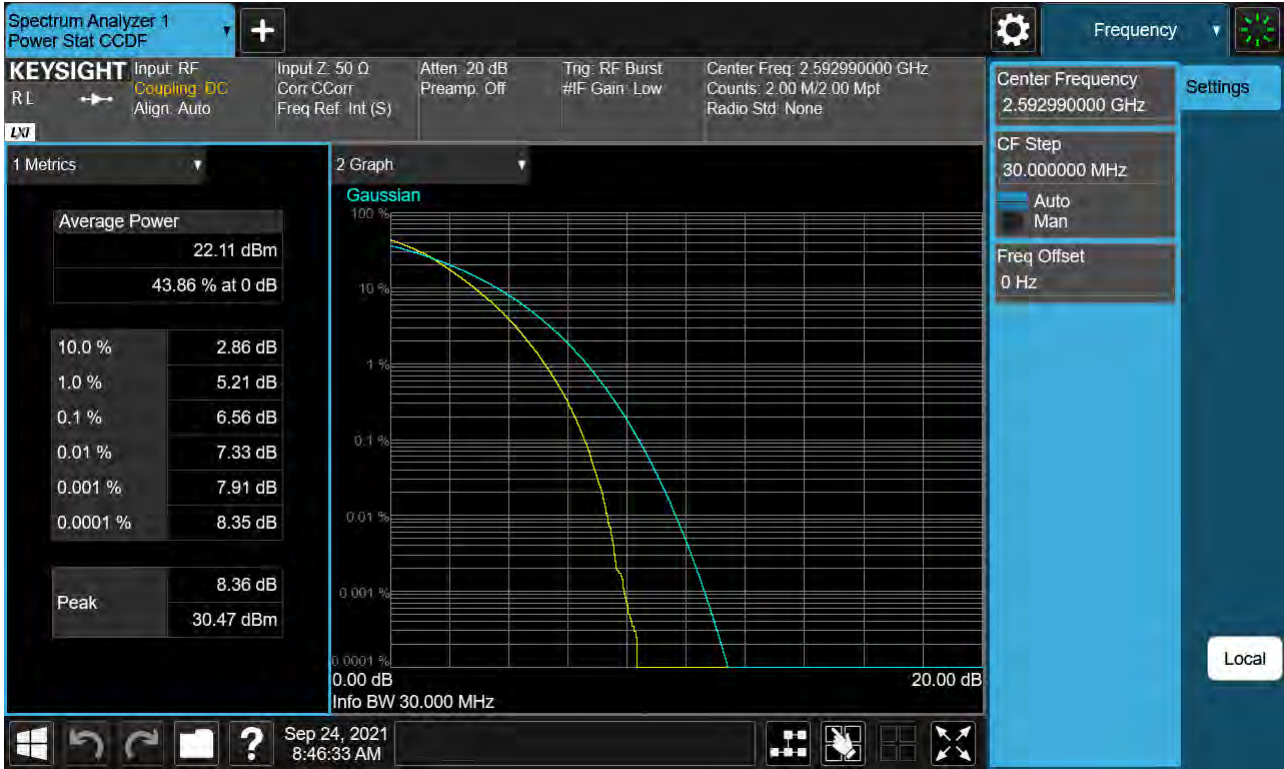 Spectrum Analyzer 1
Power Stat CCDF
Frequency
KEYSIGHT
R L
LXI
Input: RF
Coupling: DC
Align: Auto
Input Z: 50 Ω
Corr CCorr
Freq Ref: Int (S)
Atten: 20 dB
Preamp: Off
Trig: RF Burst
#IF Gain: Low
Center Freq: 2.592990000 GHz
Counts: 2.00 M/2.00 Mpt
Radio Std: None
Center Frequency
2.592990000 GHz
CF Step
30.000000 MHz
Auto
Man
Freq Offset
0 Hz
Settings
Local
1 Metrics
Average Power
22.11 dBm
43.86 % at 0 dB
10.0 % 2.86 dB
1.0 % 5.21 dB
0.1 % 6.56 dB
0.01 % 7.33 dB
0.001 % 7.91 dB
0.0001 % 8.35 dB
Peak
8.36 dB
30.47 dBm
2 Graph
Gaussian
100 %
10 %
1 %
0.1 %
0.01 %
0.001 %
0.0001 %
0.00 dB 20.00 dB
Info BW 30.000 MHz
?
Sep 24, 2021
8:46:33 AM